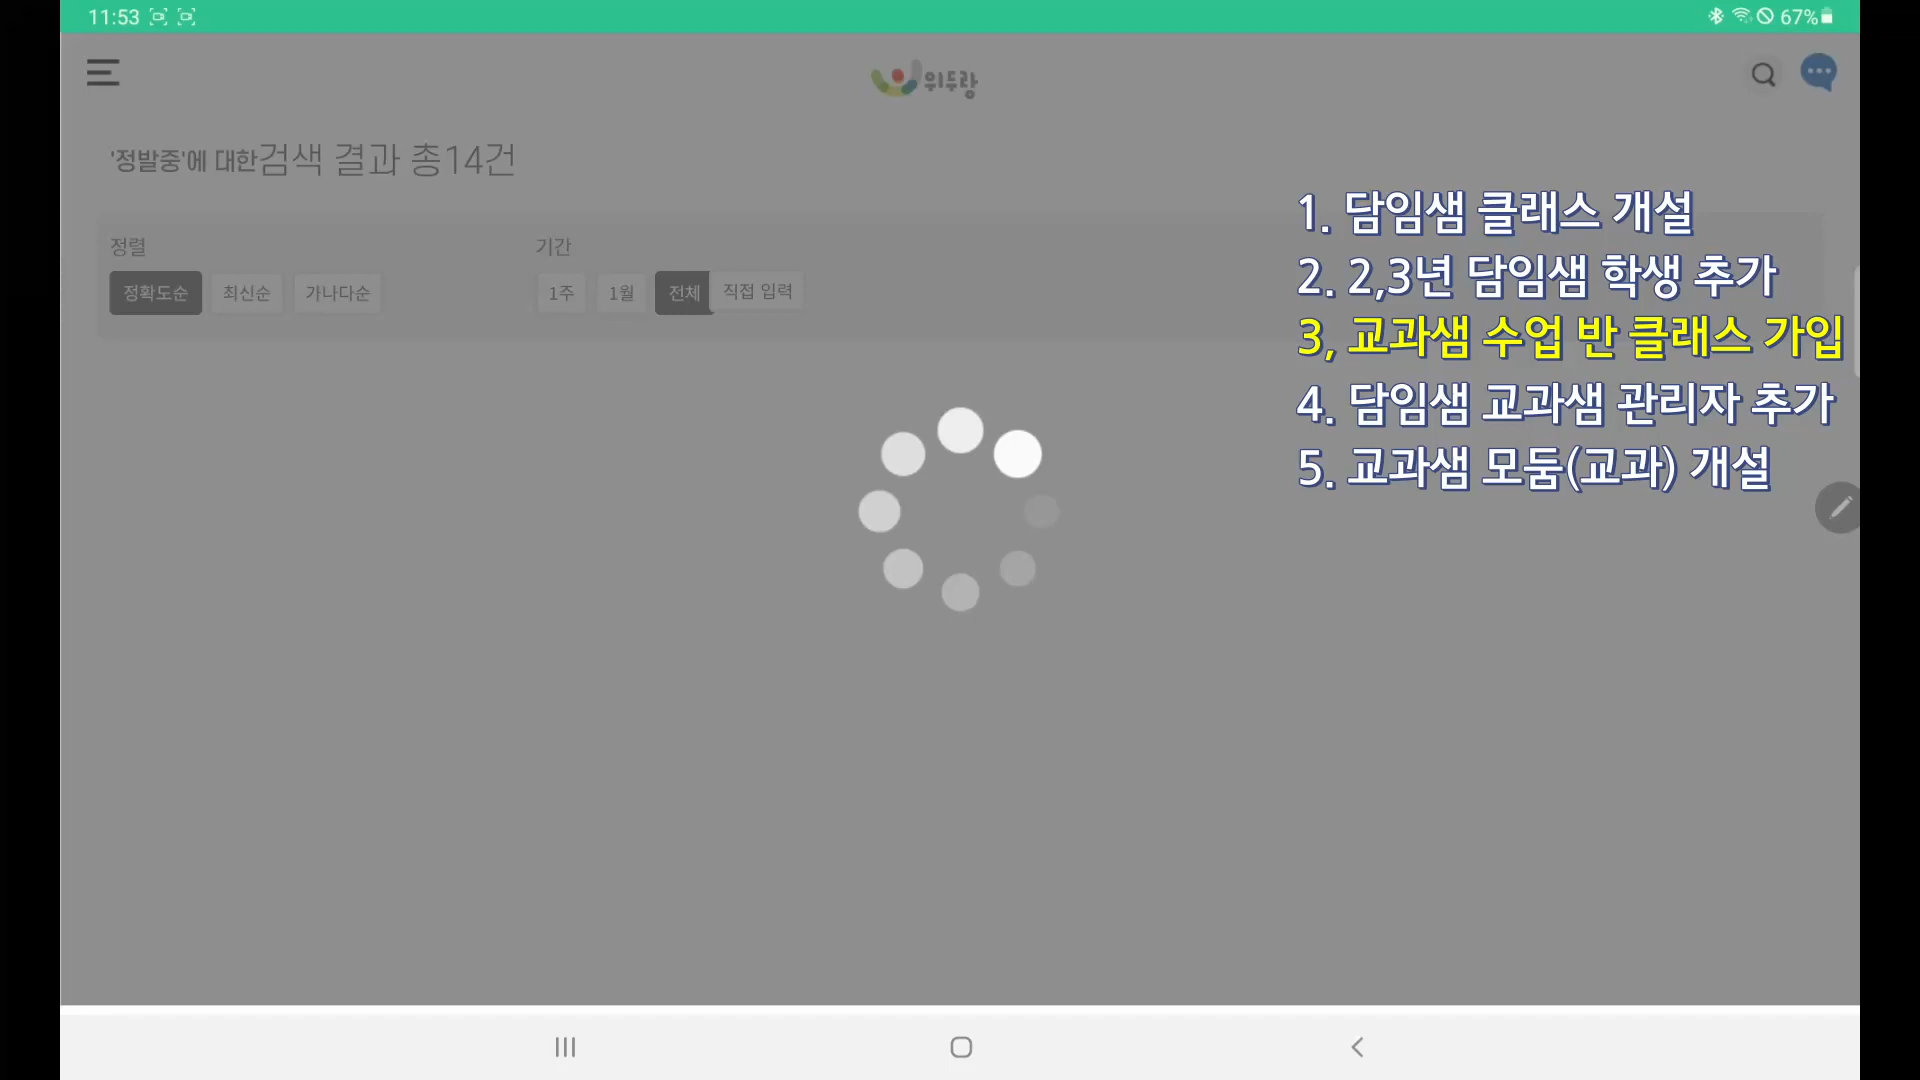 11:53
67%
위두랑
'정발중'에 대한검색 결과 총14건
정렬
기간
정확도순 최신순 가나다순
1주 1월 전체 직접 입력
1. 담임샘 클래스 개설
2. 2,3년 담임샘 학생 추가
3, 교과샘 수업 반 클래스 가입
4. 담임샘 교과샘 관리자 추가
5. 교과샘 모둠(교과) 개설